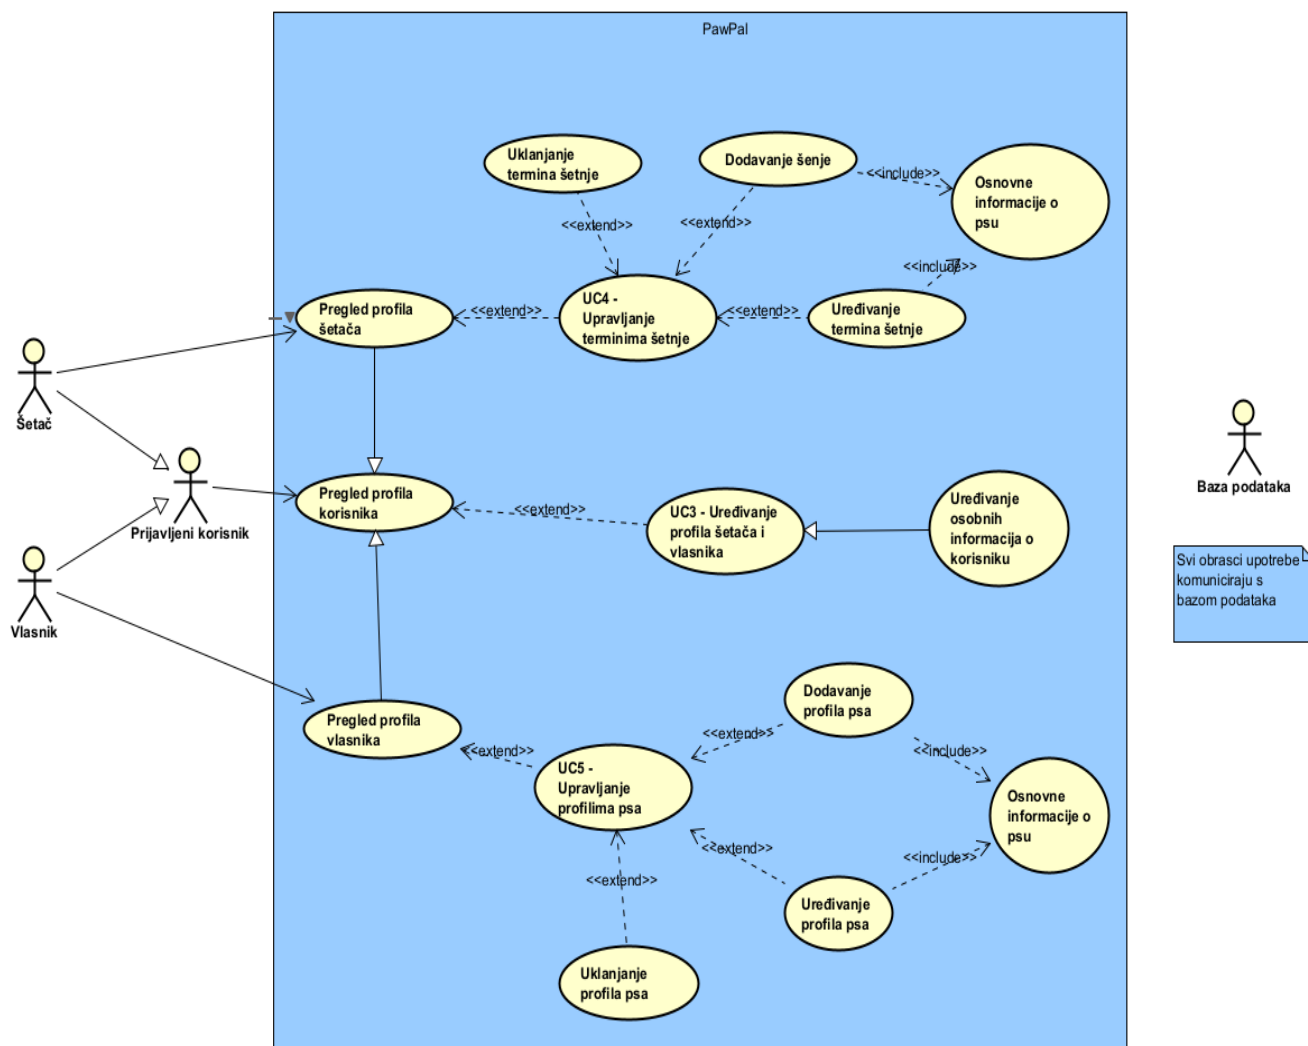 PawPal
Uklanjanje
termina šetnje
Dodavanje šenje
<<include>>
Osnovne
informacije o
psu
<<extend>>
<<extend>>
<<include>>
Pregled profila
šetača
<<extend>>
UC4 -
Upravljanje
terminima šetnje
<<extend>>
Uređivanje
termina šetnje
Šetač
Prijavljeni korisnik
Pregled profila
korisnika
<<extend>>
UC3 - Uređivanje
profila šetača i
vlasnika
Uređivanje
osobnih
informacija o
korisniku
Baza podataka
Svi obrasci upotrebe
komuniciraju s
bazom podataka
Vlasnik
Pregled profila
vlasnika
<<extend>>
UC5 -
Upravljanje
profilima psa
<<extend>>
Dodavanje
profila psa
<<include>>
Osnovne
informacije o
psu
<<extend>>
<<include>>
<<extend>>
Uređivanje
profila psa
Uklanjanje
profila psa